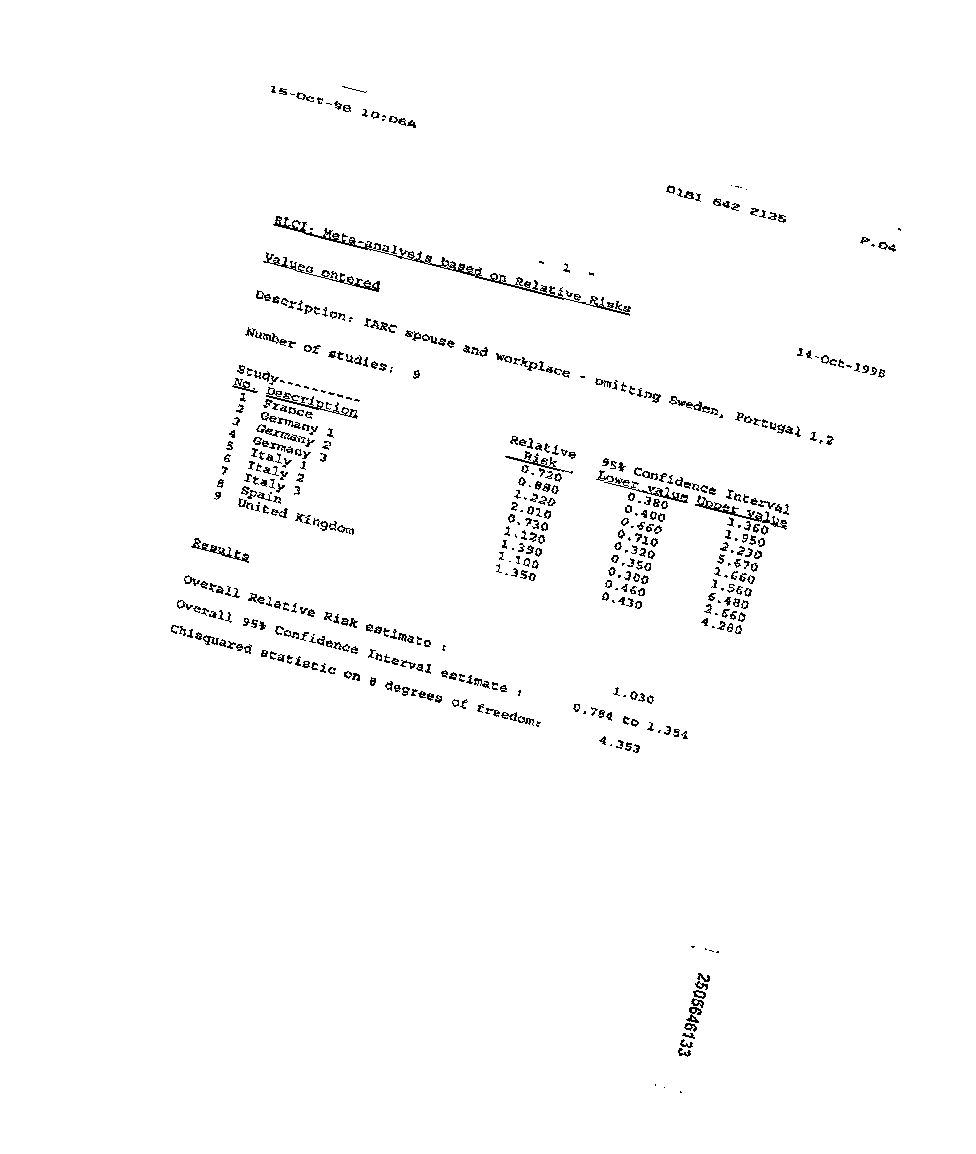 15-Oct-98 10:06A
0181 642 2135 P.04
- 1 -
14-Oct-1998
RLCI: Meta-analysis based on Relative Risks
Values entered
Description: IARC spouse and workplace - omitting Sweden, Portugal 1,2
Number of studies: 9
Study---------- Relative 95% Confidence Interval
No. Description Risk Lower value Upper value
1 France 0.720 0.380 1.360
2 Germany 1 0.880 0.400 1.950
3 Germany 2 1.220 0.660 2.230
4 Germany 3 2.010 0.710 5.670
5 Italy 1 0.730 0.320 1.660
6 Italy 2 1.120 0.350 1.560
7 Italy 3 1.390 0.300 6.480
8 Spain 1.100 0.460 2.660
9 United Kingdom 1.350 0.430 4.280
Results
Overall Relative Risk estimate : 1.030
Overall 95% Confidence Interval estimate : 0.784 to 1.354
Chisquared statistic on 8 degrees of freedom: 4.353
2505646133